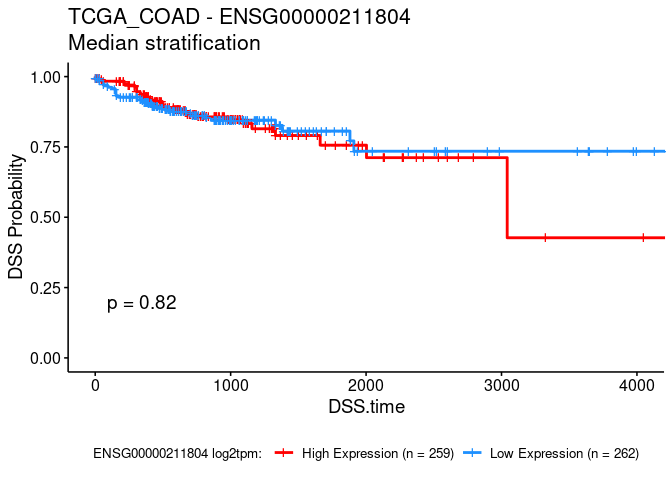 TCGA_COAD - ENSG00000211804
Median stratification
1.00
0.75
0.50
0.25
0.00
DSS Probability
p = 0.82
0 1000 2000 3000 4000
DSS.time
ENSG00000211804 log2tpm: High Expression (n = 259) Low Expression (n = 262)